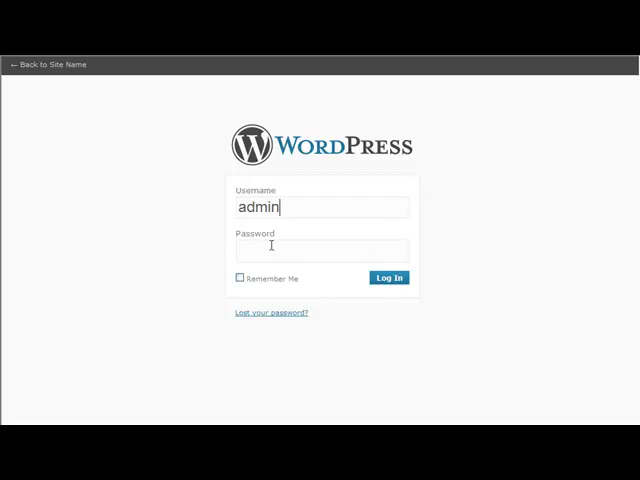 ← Back to Site Name
WORDPRESS
Username
admin
Password
Remember Me
Log In
Lost your password?